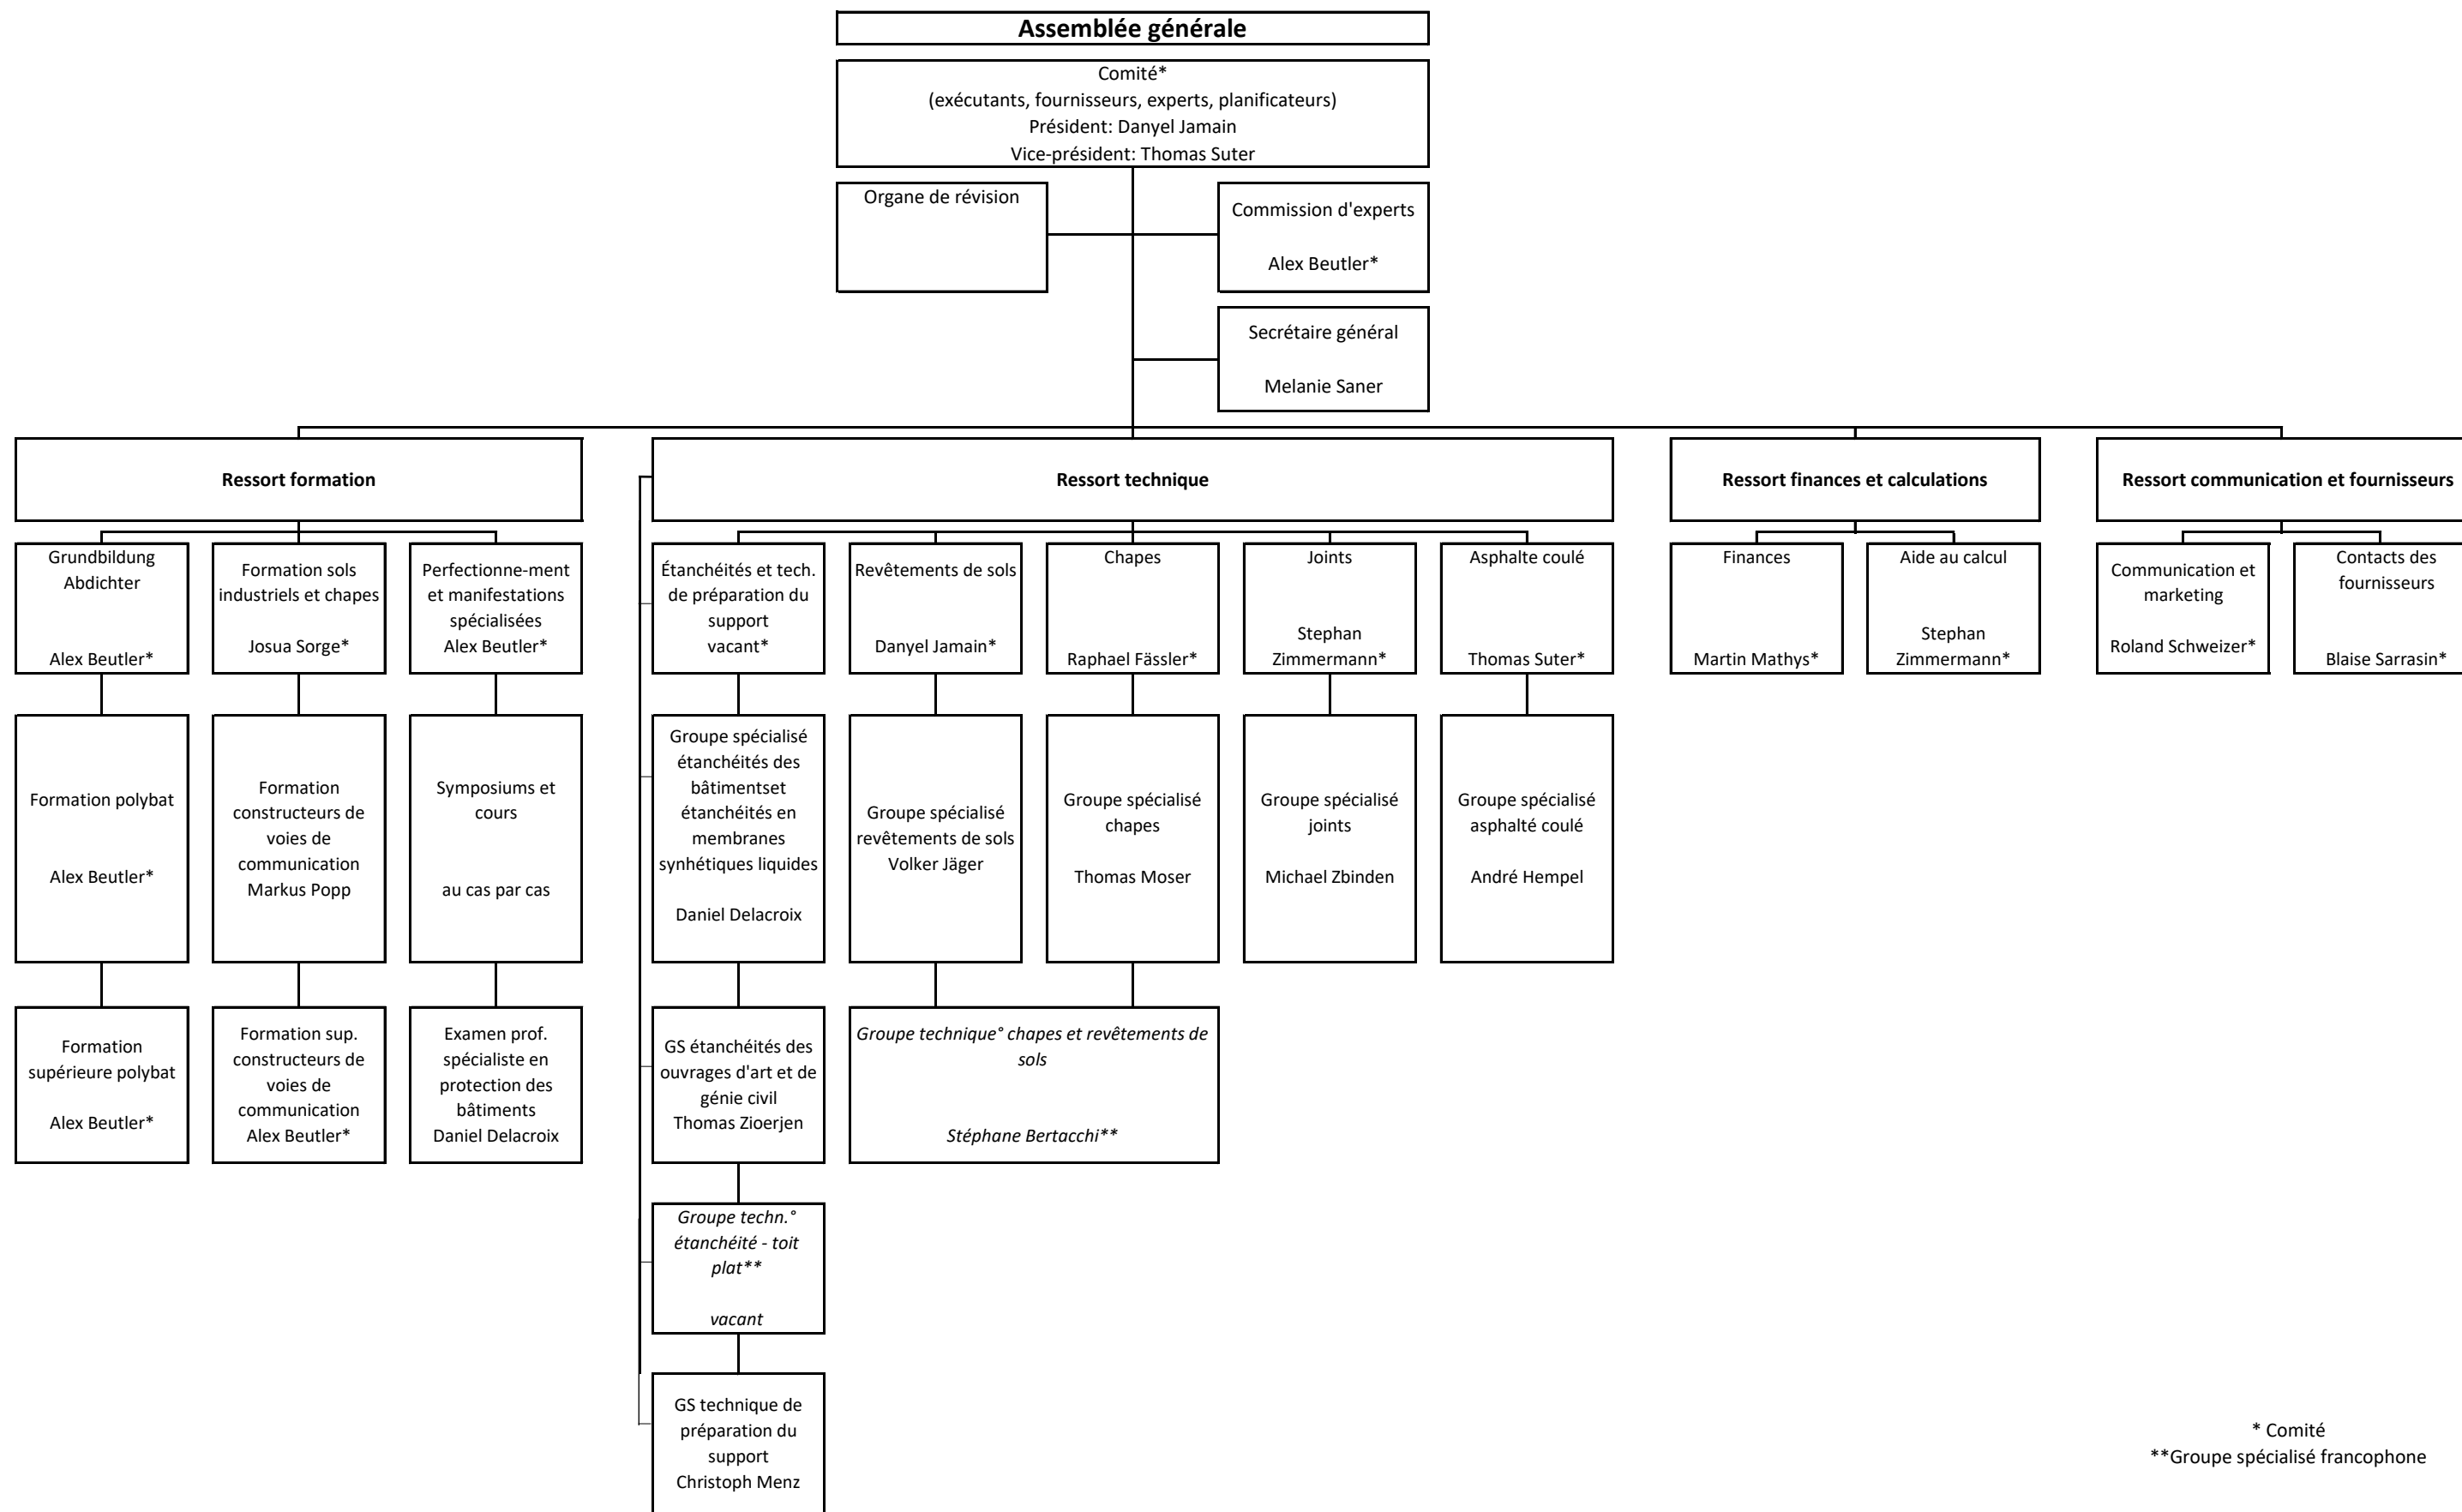 Assemblée générale
Comité*
(exécutants, fournisseurs, experts, planificateurs)
Président: Danyel Jamain
Vice-président: Thomas Suter
Organe de révision
Commission d'experts
Alex Beutler*
Secrétaire général
Melanie Saner
Ressort formation
Ressort technique
Ressort finances et calculations
Ressort communication et fournisseurs
Grundbildung
Abdichter
Alex Beutler*
Formation sols
industriels et chapes
Josua Sorge*
Perfectionne-ment
et manifestations
spécialisées
Alex Beutler*
Étanchéités et tech.
de préparation du
support
vacant*
Revêtements de sols
Danyel Jamain*
Chapes
Raphael Fässler*
Joints
Stephan
Zimmermann*
Asphalte coulé
Thomas Suter*
Finances
Martin Mathys*
Aide au calcul
Stephan
Zimmermann*
Communication et
marketing
Roland Schweizer*
Contacts des
fournisseurs
Blaise Sarrasin*
Formation polybat
Alex Beutler*
Formation
constructeurs de
voies de
communication
Markus Popp
Symposiums et
cours
au cas par cas
Groupe spécialisé
étanchéités des
bâtimentset
étanchéités en
membranes
synhétiques liquides
Daniel Delacroix
Groupe spécialisé
revêtements de sols
Volker Jäger
Groupe spécialisé
chapes
Thomas Moser
Groupe spécialisé
joints
Michael Zbinden
Groupe spécialisé
asphalté coulé
André Hempel
Formation
supérieure polybat
Alex Beutler*
Formation sup.
constructeurs de
voies de
communication
Alex Beutler*
Examen prof.
spécialiste en
protection des
bâtiments
Daniel Delacroix
GS étanchéités des
ouvrages d'art et de
génie civil
Thomas Zioerjen
Groupe technique° chapes et revêtements de
sols
Stéphane Bertacchi**
Groupe techn.°
étanchéité - toit
plat**
vacant
GS technique de
préparation du
support
Christoph Menz
* Comité
**Groupe spécialisé francophone